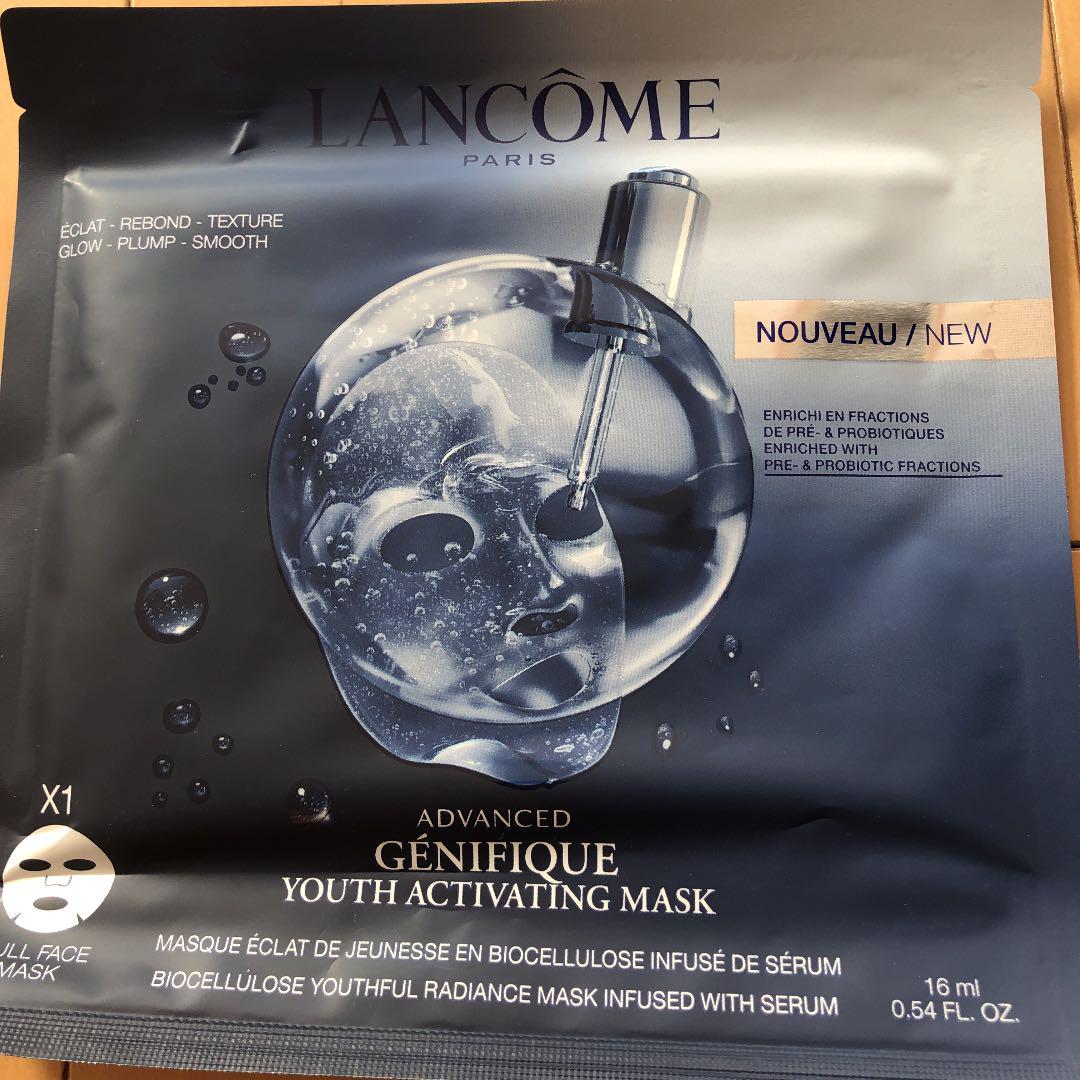 LANCÔME
PARIS
ÉCLAT - REBOND - TEXTURE
GLOW - PLUMP - SMOOTH
NOUVEAU / NEW
ENRICHI EN FRACTIONS
DE PRÉ- & PROBIOTIQUES
ENRICHED WITH
PRE- & PROBIOTIC FRACTIONS
X1
ULL FACE
MASK
ADVANCED
GÉNIFIQUE
YOUTH ACTIVATING MASK
MASQUE ÉCLAT DE JEUNESSE EN BIOCELLULOSE INFUSÉ DE SÉRUM
BIOCELLULOSE YOUTHFUL RADIANCE MASK INFUSED WITH SERUM
16 ml
0.54 FL. OZ.